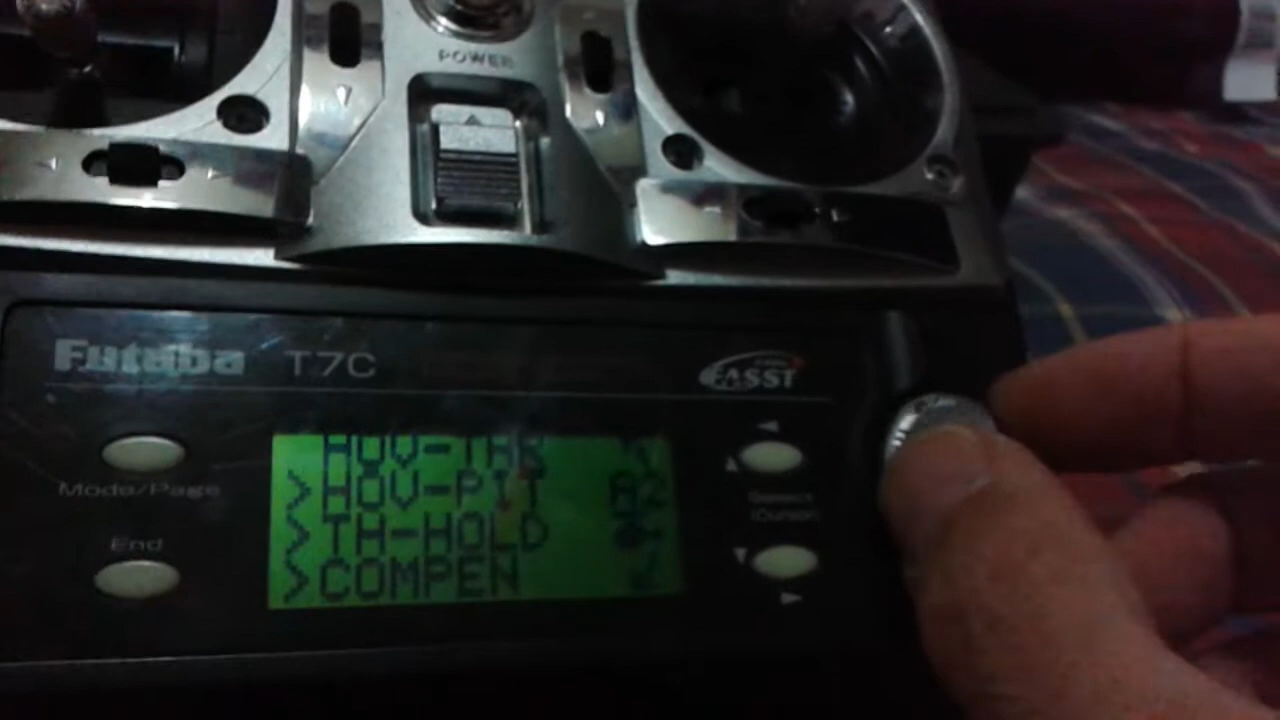 POWER
Futaba T7C FASST
Mode/Page
End
Select
(Cursor)
HOV-THR
>HOV-PIT
>TH-HOLD
>COMPEN